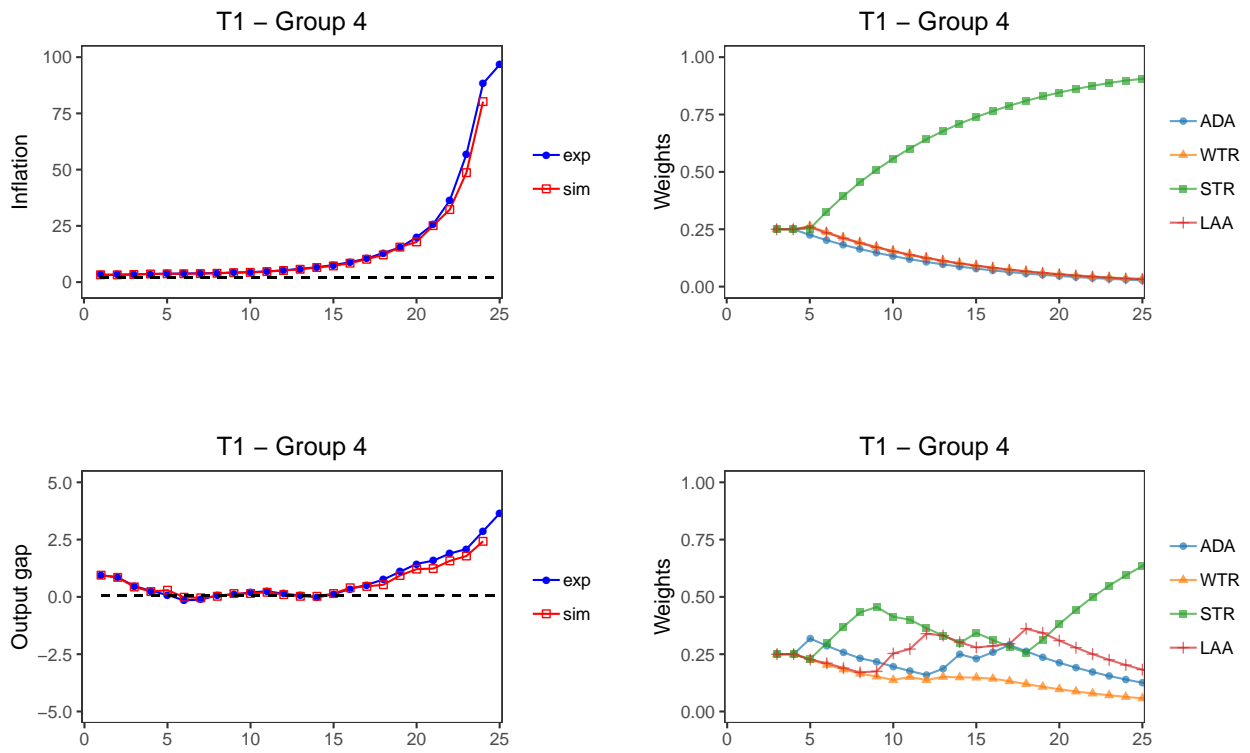 T1 – Group 4
Inflation
100
75
50
25
0
0 5 10 15 20 25
exp
sim
T1 – Group 4
Weights
1.00
0.75
0.50
0.25
0.00
0 5 10 15 20 25
ADA
WTR
STR
LAA
T1 – Group 4
Output gap
5.0
2.5
0.0
−2.5
−5.0
0 5 10 15 20 25
exp
sim
T1 – Group 4
Weights
1.00
0.75
0.50
0.25
0.00
0 5 10 15 20 25
ADA
WTR
STR
LAA